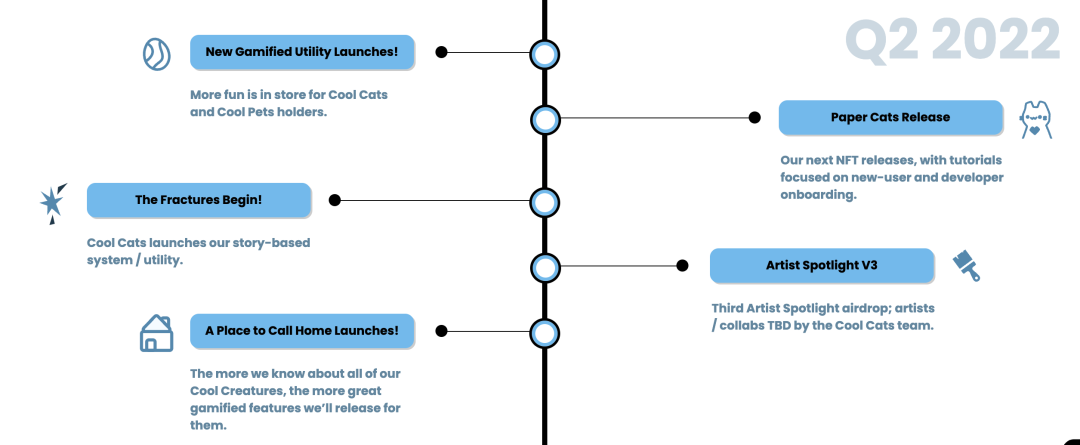 Q2 2022
New Gamified Utility Launches!
More fun is in store for Cool Cats
and Cool Pets holders.
Paper Cats Release
Our next NFT releases, with tutorials
focused on new-user and developer
onboarding.
The Fractures Begin!
Cool Cats launches our story-based
system / utility.
Artist Spotlight V3
Third Artist Spotlight airdrop; artists
/ collabs TBD by the Cool Cats team.
A Place to Call Home Launches!
The more we know about all of our
Cool Creatures, the more great
gamified features we’ll release for
them.